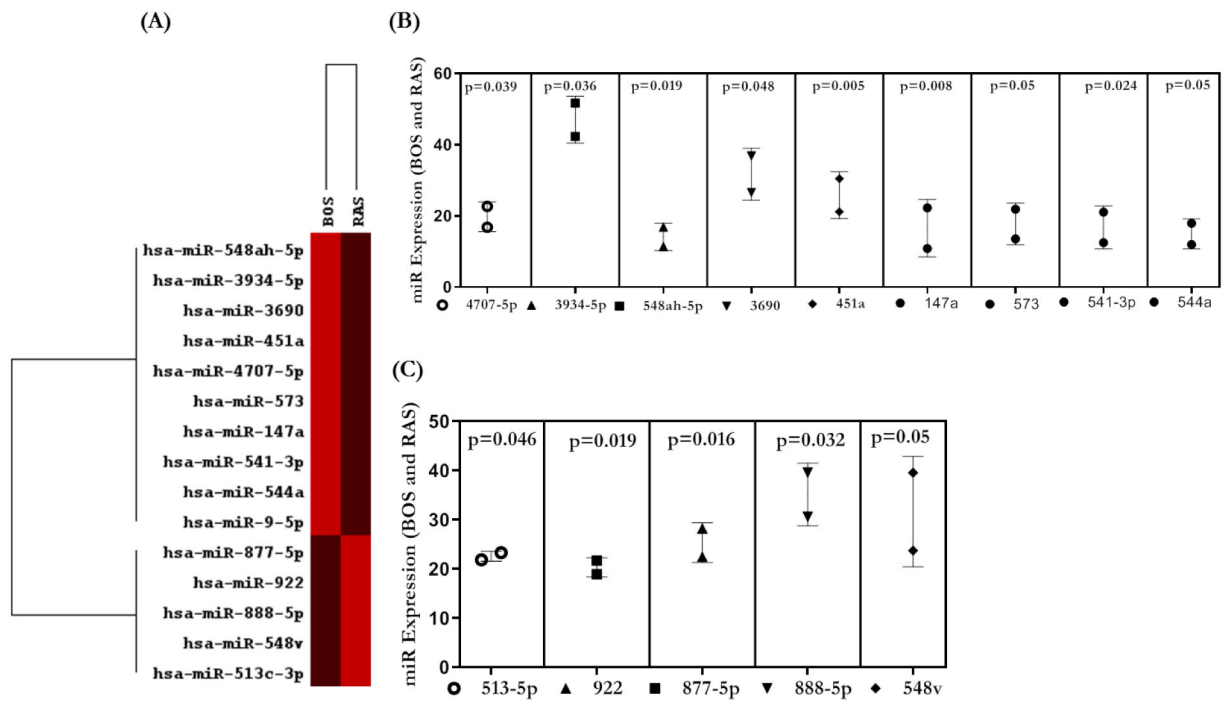 (A)
BOS
RAS
hsa-miR-548ah-5p
hsa-miR-3934-5p
hsa-miR-3690
hsa-miR-451a
hsa-miR-4707-5p
hsa-miR-573
hsa-miR-147a
hsa-miR-541-3p
hsa-miR-544a
hsa-miR-9-5p
hsa-miR-877-5p
hsa-miR-922
hsa-miR-888-5p
hsa-miR-548v
hsa-miR-513c-3p
(B)
miR Expression (BOS and RAS)
60
40
20
0
p=0.039 p=0.036 p=0.019 p=0.048 p=0.005 p=0.008 p=0.05 p=0.024 p=0.05
4707-5p 3934-5p 548ah-5p 3690 451a 147a 573 541-3p 544a
(C)
miR Expression (BOS and RAS)
50
40
30
20
10
0
p=0.046 p=0.019 p=0.016 p=0.032 p=0.05
513-5p 922 877-5p 888-5p 548v